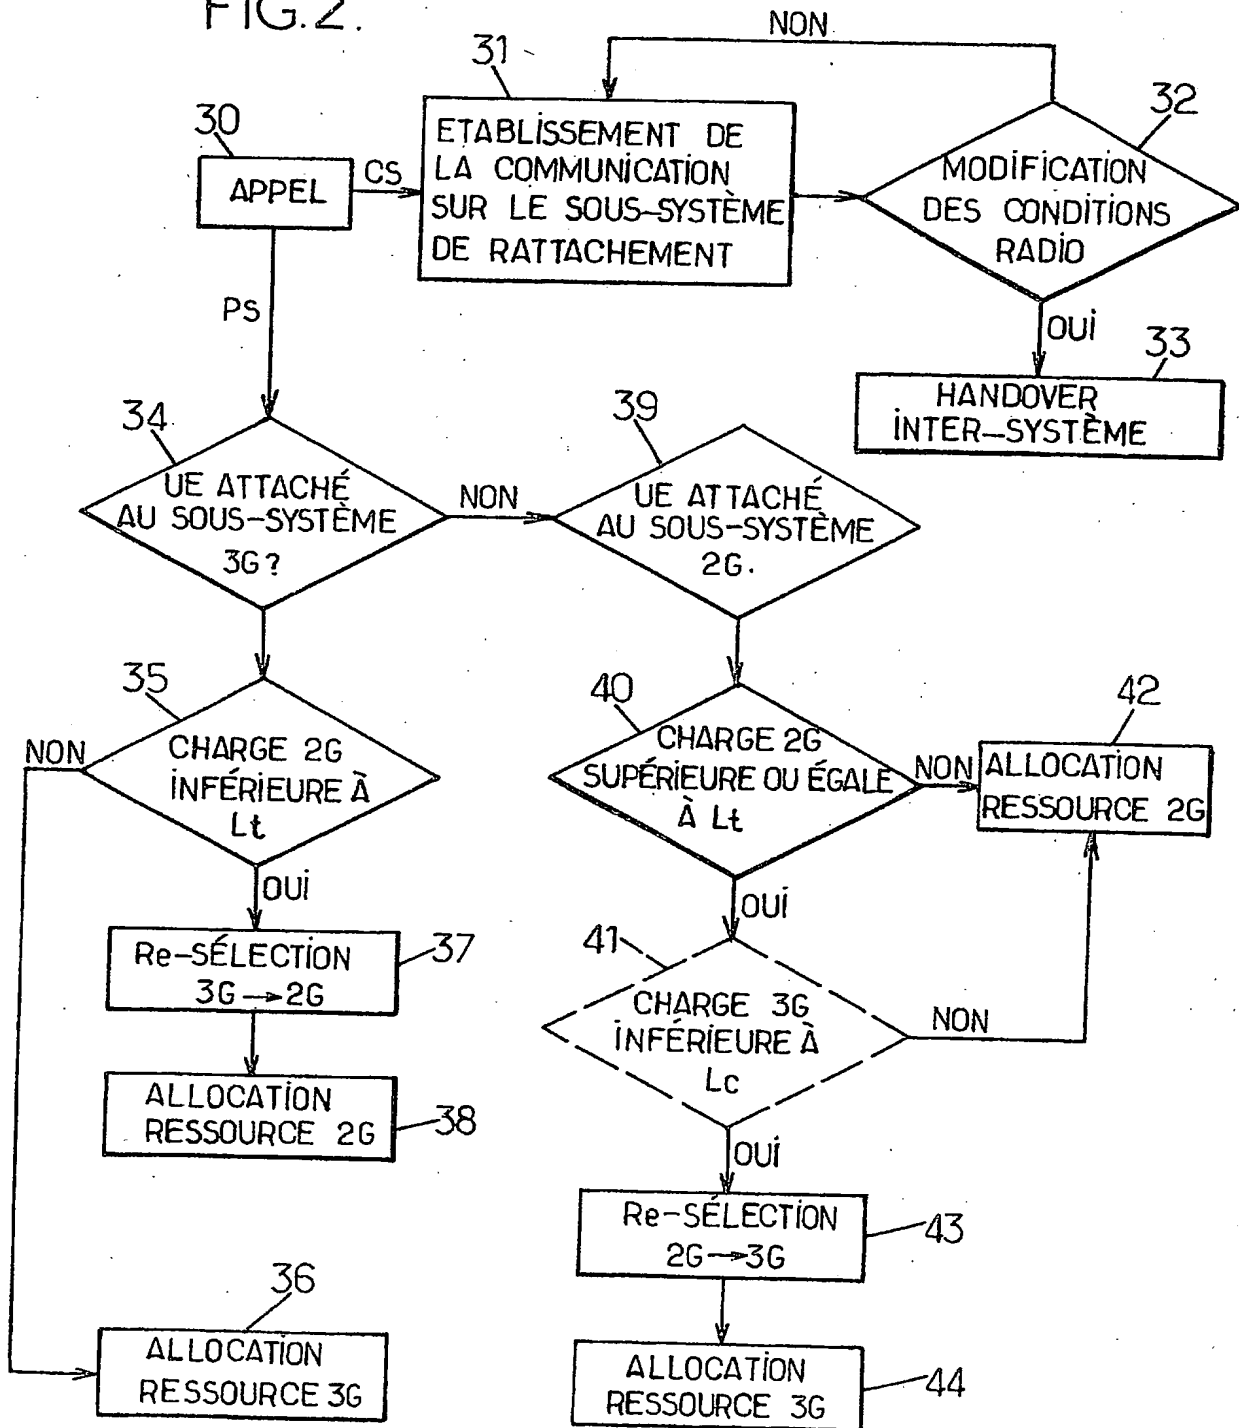 FIG.2.
NON
31
32
30
ETABLISSEMENT DE
LA COMMUNICATION
SUR LE SOUS-SYSTÈME
DE RATTACHEMENT
APPEL
CS
MODIFICATION
DES CONDITIONS
RADIO
PS
OUI
33
HANDOVER
INTER-SYSTÈME
34
UE ATTACHÉ
AU SOUS-SYSTÈME
3G?
NON
39
UE ATTACHÉ
AU SOUS-SYSTÈME
2G.
35
NON
CHARGE 2G
INFÉRIEURE À
Lt
OUI
40
CHARGE 2G
SUPÉRIEURE OU ÉGALE
À Lt
NON
42
ALLOCATION
RESSOURCE 2G
OUI
37
Re-SÉLECTION
3G→2G
41
CHARGE 3G
INFÉRIEURE À
Lc
NON
ALLOCATION
RESSOURCE 2G
38
OUI
Re-SÉLECTION
2G→3G
43
36
ALLOCATION
RESSOURCE 3G
ALLOCATION
RESSOURCE 3G
44